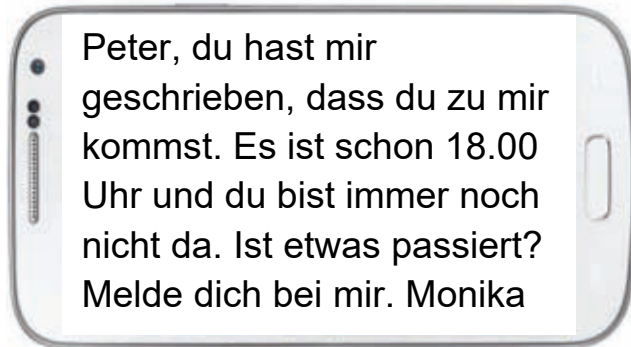 Peter, du hast mir
geschrieben, dass du zu mir
kommst. Es ist schon 18.00
Uhr und du bist immer noch
nicht da. Ist etwas passiert?
Melde dich bei mir. Monika